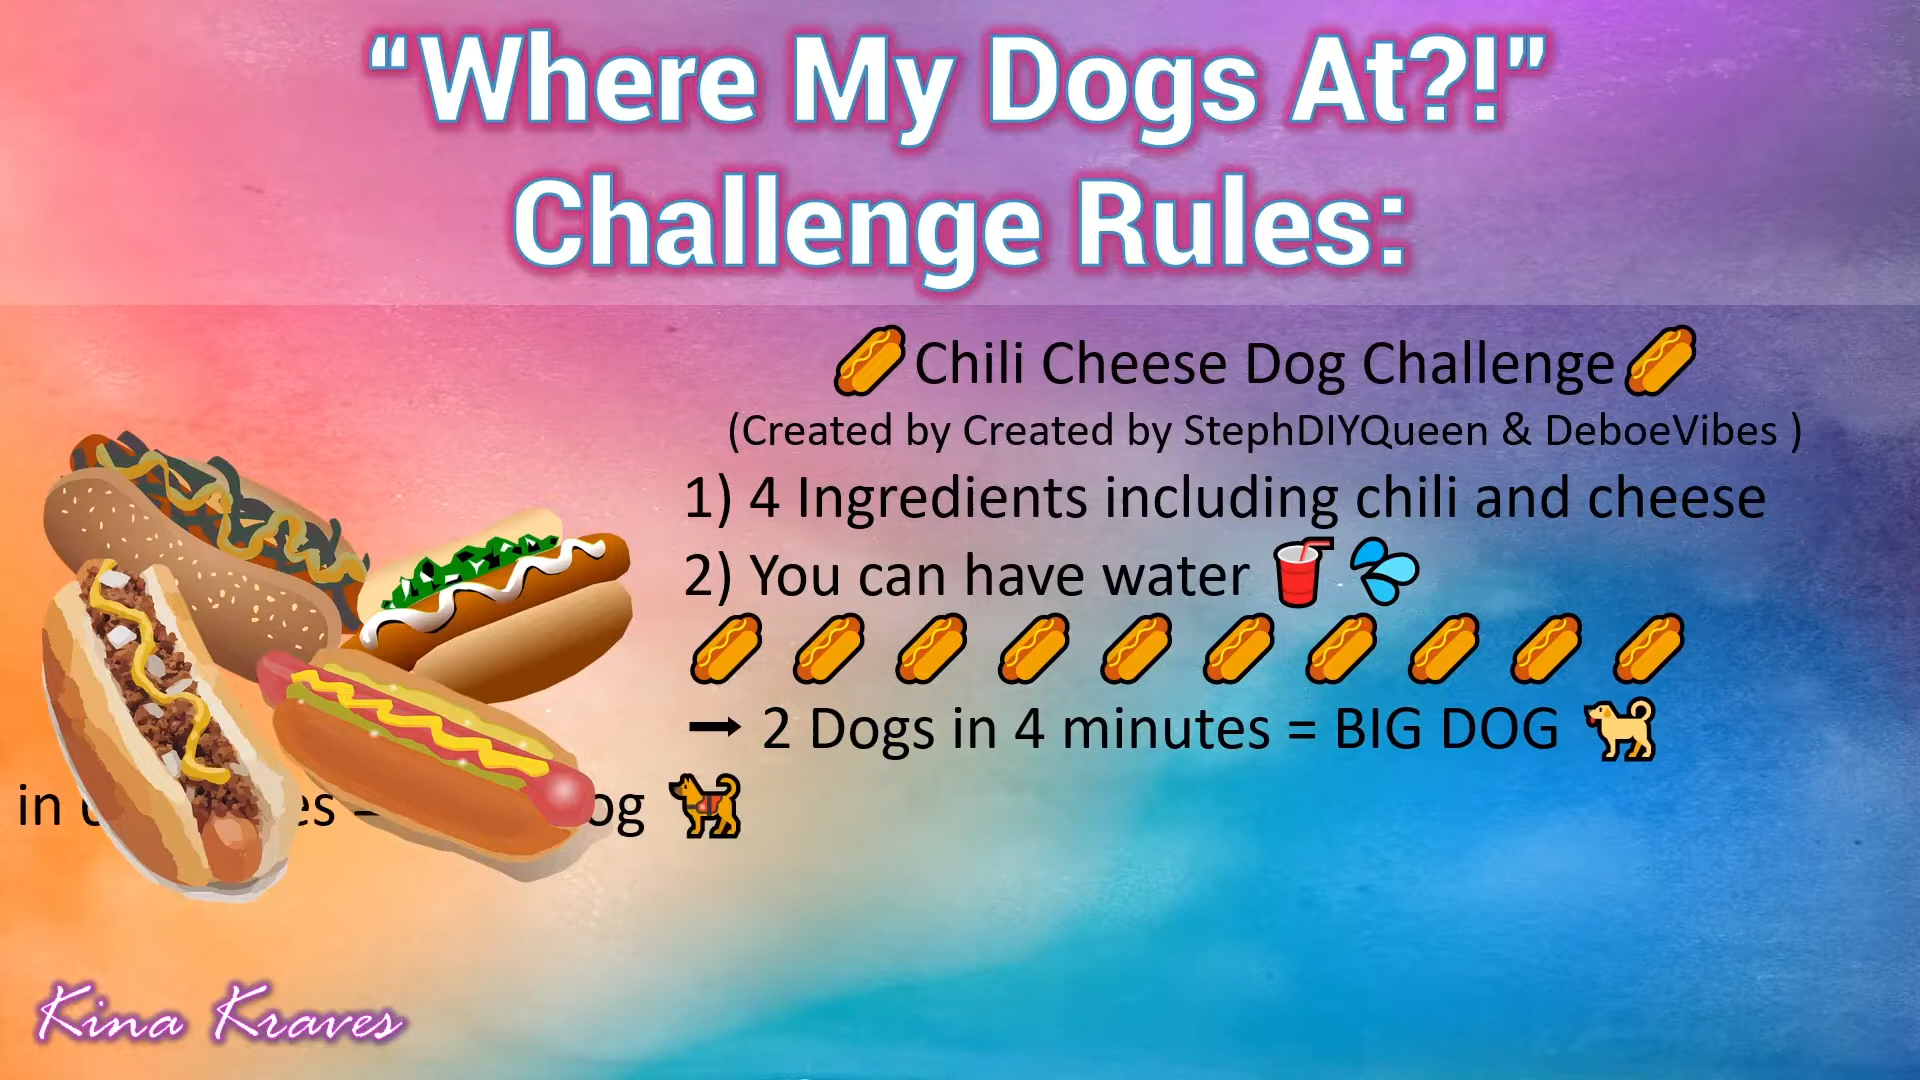 “Where My Dogs At?!”
Challenge Rules:
Chili Cheese Dog Challenge
(Created by Created by StephDIYQueen & DeboeVibes )
1) 4 Ingredients including chili and cheese
2) You can have water
➡ 2 Dogs in 4 minutes = BIG DOG
in
Kina Kraves